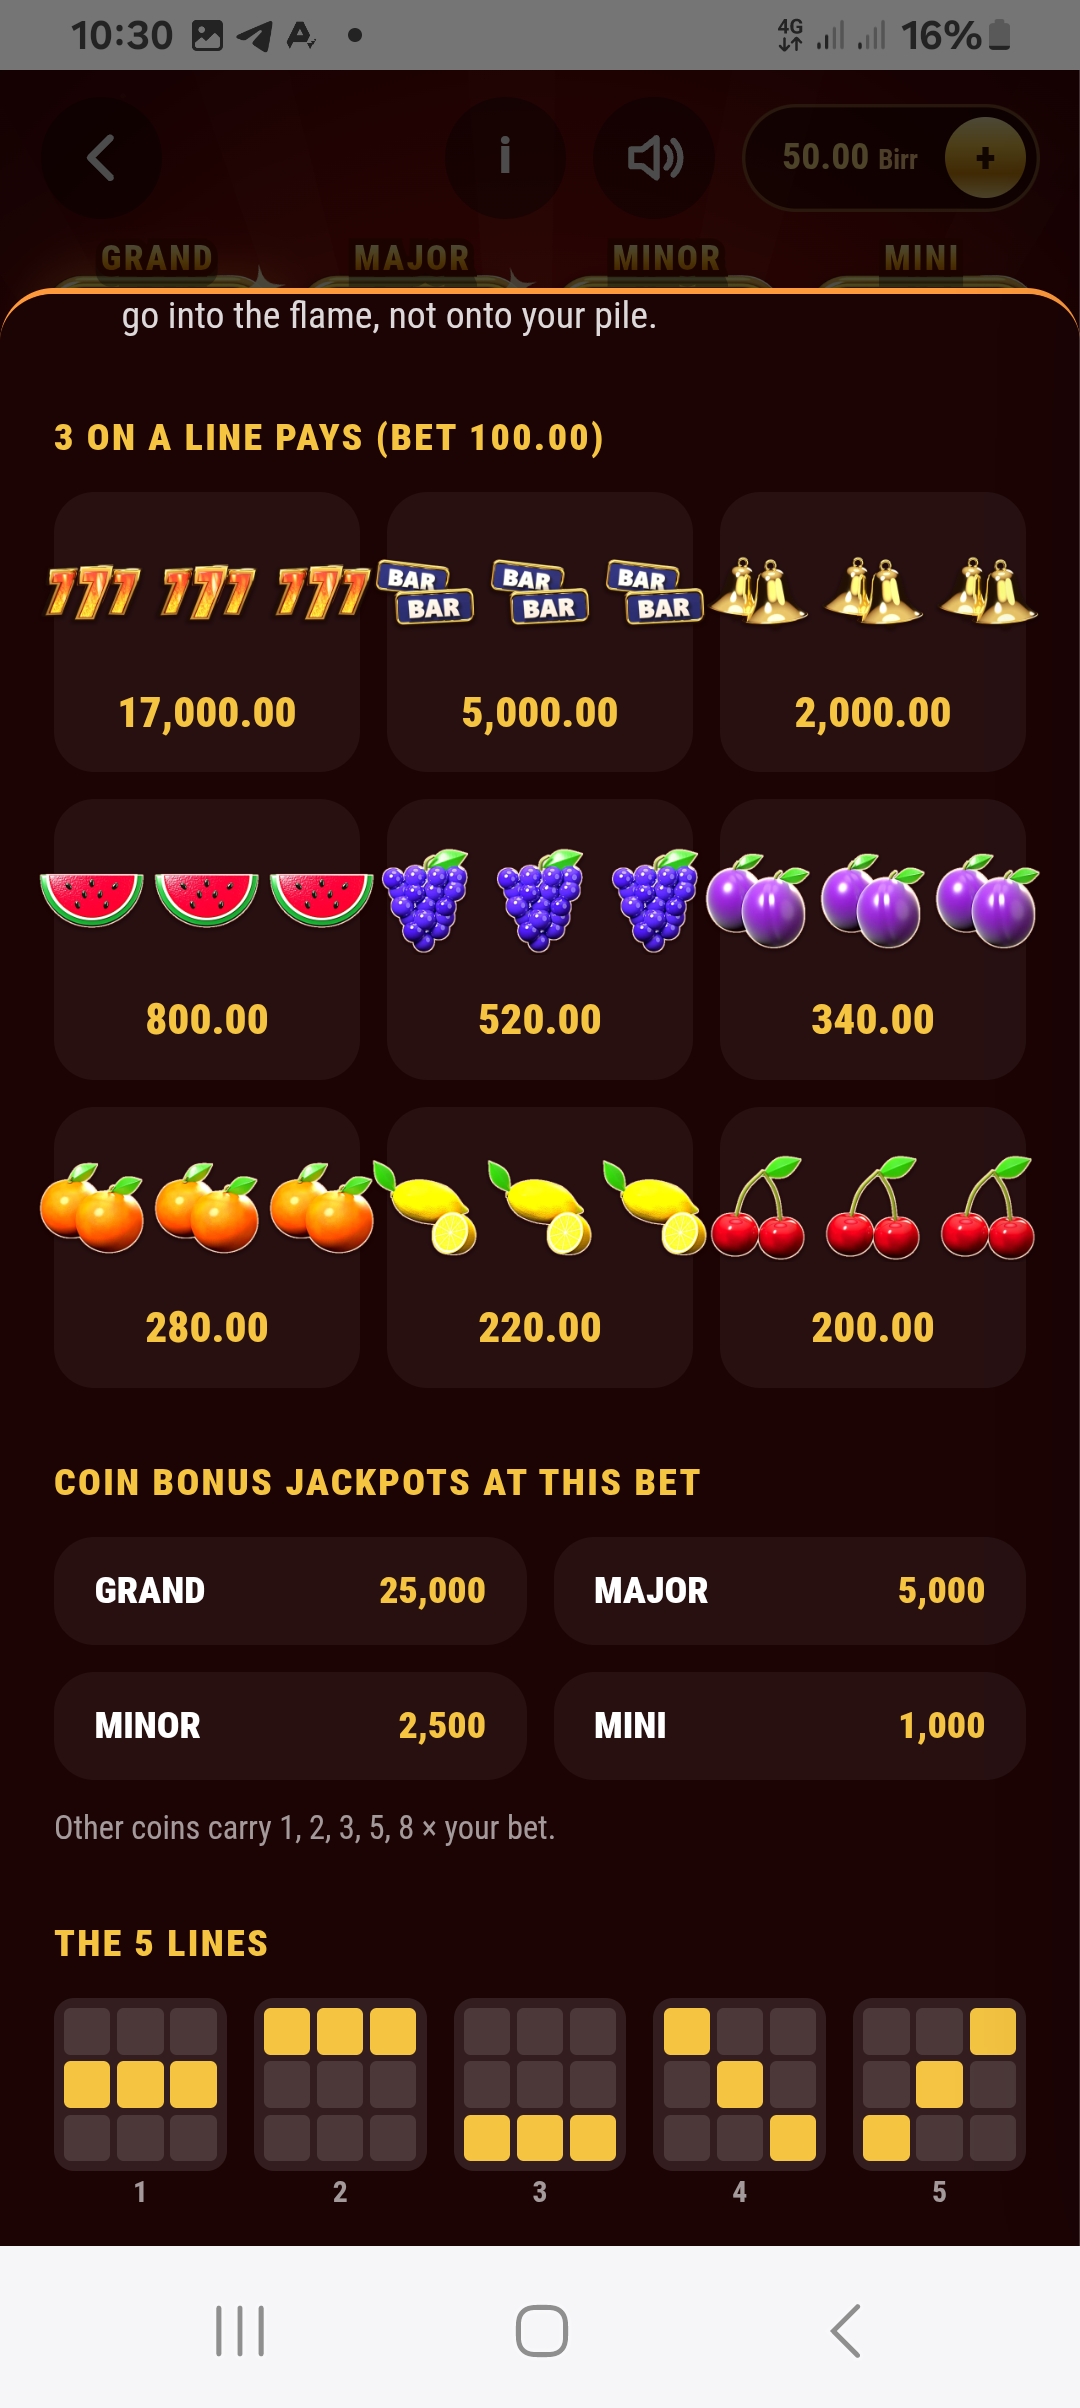 10:30 4G 16%
i 50.00 Birr +
GRAND MAJOR MINOR MINI
go into the flame, not onto your pile.
3 ON A LINE PAYS (BET 100.00)
777 777 777 BAR BAR BAR BAR BAR BAR
17,000.00 5,000.00 2,000.00
800.00 520.00 340.00
280.00 220.00 200.00
COIN BONUS JACKPOTS AT THIS BET
GRAND 25,000 MAJOR 5,000
MINOR 2,500 MINI 1,000
Other coins carry 1, 2, 3, 5, 8 × your bet.
THE 5 LINES
1 2 3 4 5